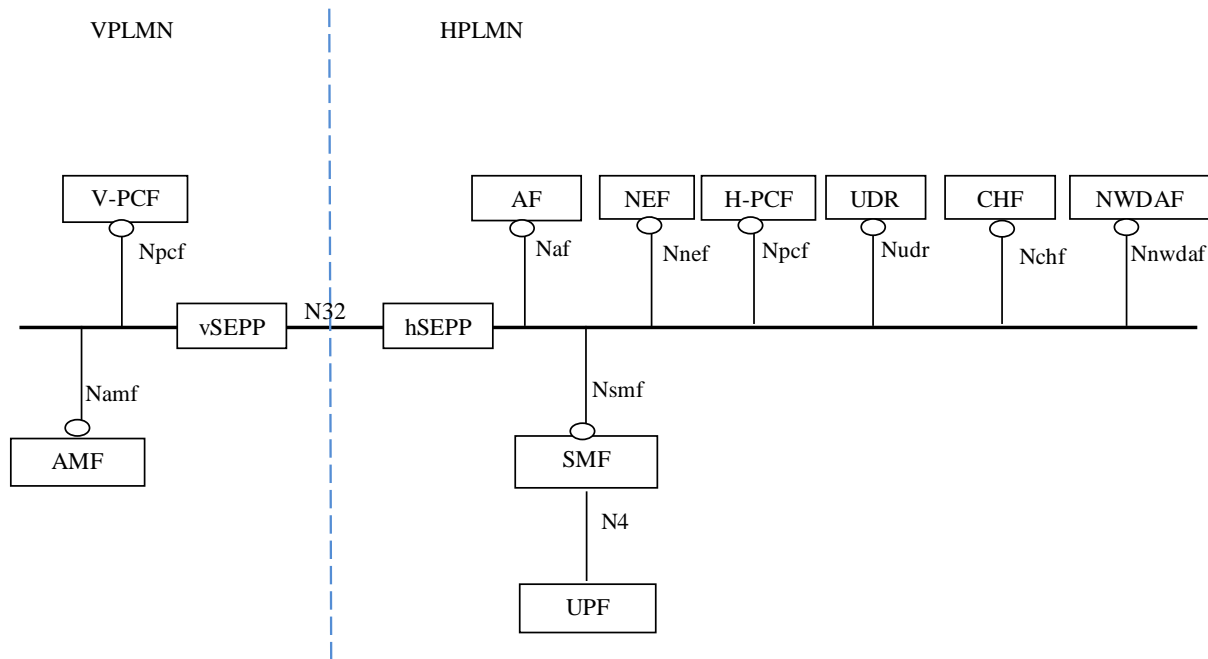 VPLMN
HPLMN
V-PCF
AF
NEF
H-PCF
UDR
CHF
NWDAF
Npcf
Naf
Nnef
Npcf
Nudr
Nchf
Nnwdaf
vSEPP
N32
hSEPP
Namf
Nsmf
AMF
SMF
N4
UPF